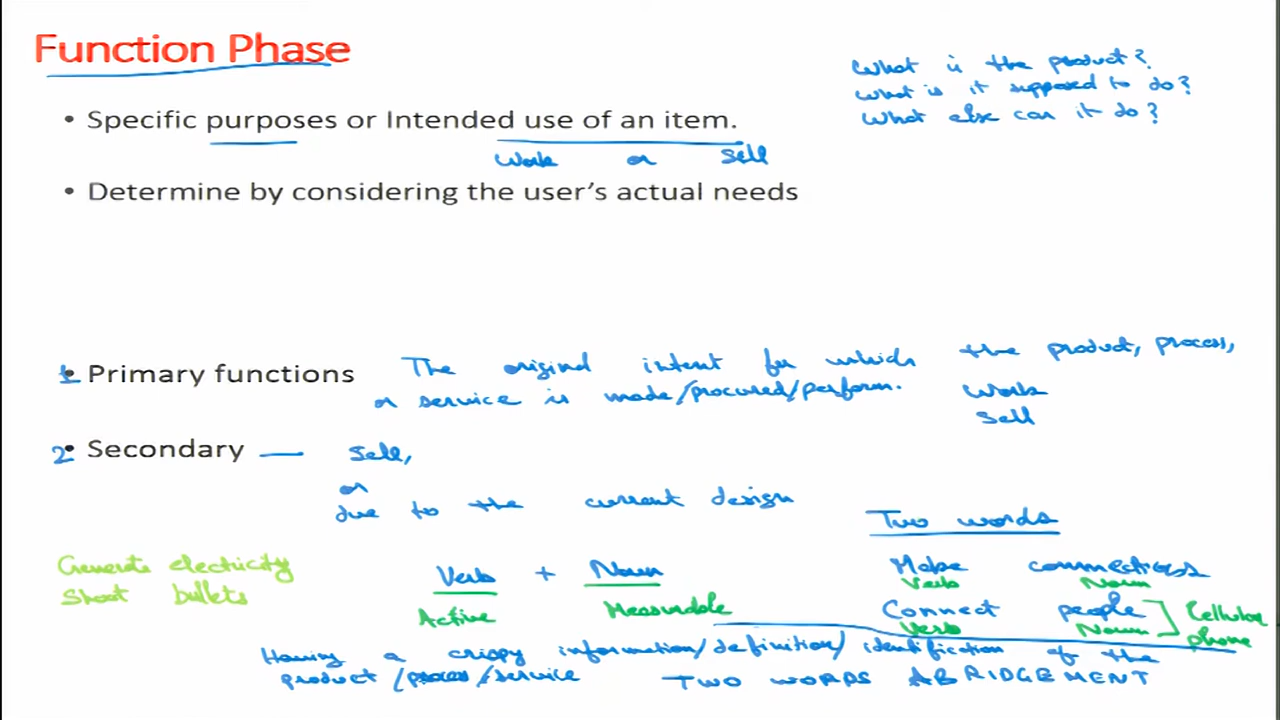 Function Phase
What is the product?
What is it supposed to do?
What else can it do?
• Specific purposes or Intended use of an item.
Work or Sell
• Determine by considering the user's actual needs
1. Primary functions
The original intent for which the product, process,
or service is made/procured/perform.
Work
Sell
2. Secondary — Sell,
or
due to the current design
Two words
Generate electricity
Shoot bullets
Verb + Noun
Active Measurable
Make connections
Verb Noun
Connect people
Verb Noun
Cellular
phone
Having a crispy information/definition/identification of the
product/process/service TWO WORDS ABRIDGEMENT